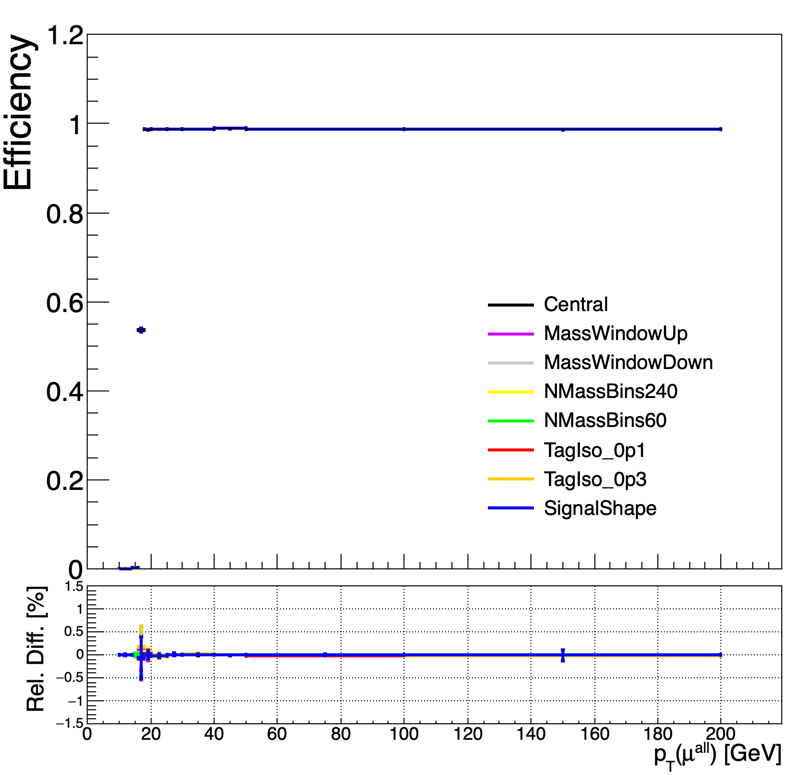 Efficiency
1.2
1
0.8
0.6
0.4
0.2
0
Central
MassWindowUp
MassWindowDown
NMassBins240
NMassBins60
TagIso_0p1
TagIso_0p3
SignalShape
Rel. Diff. [%]
1.5
1
0.5
0
−0.5
−1
−1.5
0 20 40 60 80 100 120 140 160 180 200
p_T(μ^all) [GeV]